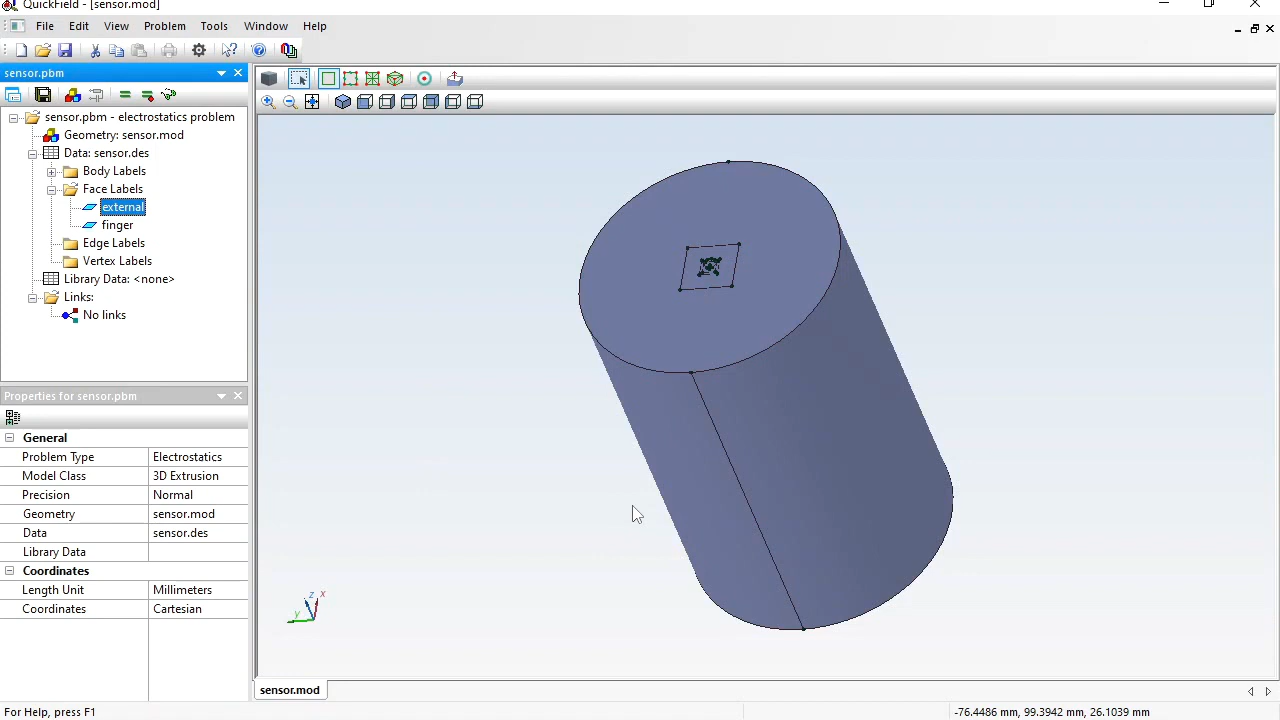 QuickField - [sensor.mod]
File Edit View Problem Tools Window Help
sensor.pbm
sensor.pbm - electrostatics problem
Geometry: sensor.mod
Data: sensor.des
Body Labels
Face Labels
external
finger
Edge Labels
Vertex Labels
Library Data: <none>
Links:
No links
Properties for sensor.pbm
General
Problem Type Electrostatics
Model Class 3D Extrusion
Precision Normal
Geometry sensor.mod
Data sensor.des
Library Data
Coordinates
Length Unit Millimeters
Coordinates Cartesian
z x
y
sensor.mod
For Help, press F1
-76.4486 mm, 99.3942 mm, 26.1039 mm